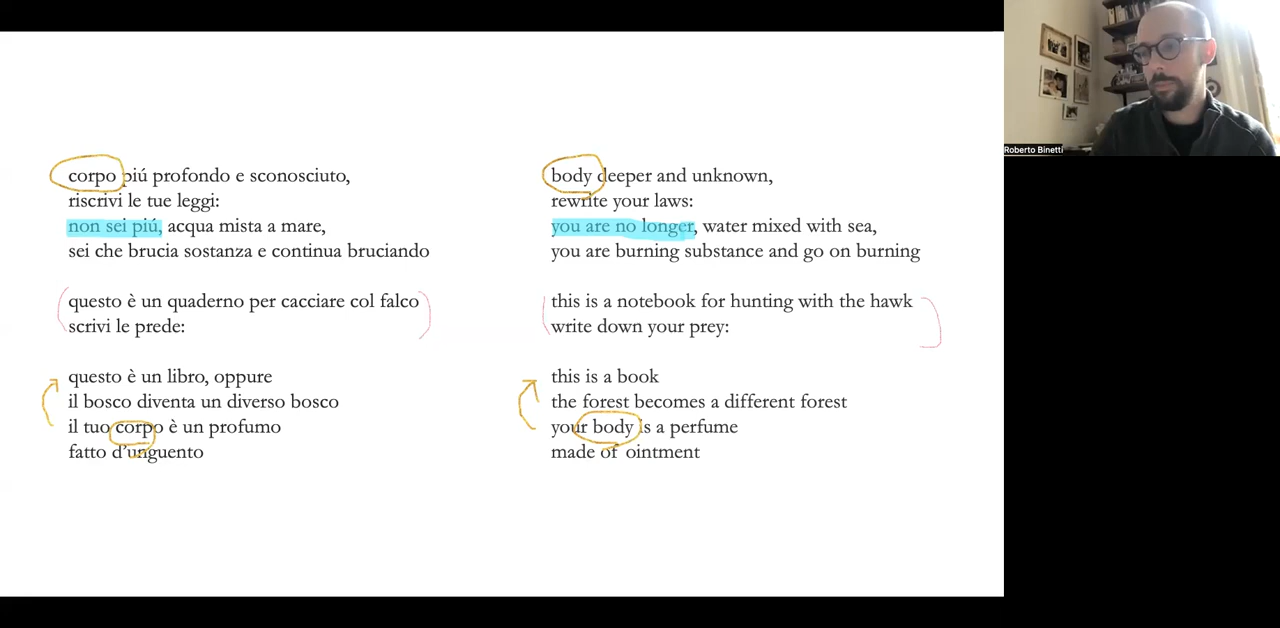 corpo piú profondo e sconosciuto,
riscrivi le tue leggi:
non sei piú, acqua mista a mare,
sei che brucia sostanza e continua bruciando
questo è un quaderno per cacciare col falco
scrivi le prede:
questo è un libro, oppure
il bosco diventa un diverso bosco
il tuo corpo è un profumo
fatto d’unguento
body deeper and unknown,
rewrite your laws:
you are no longer, water mixed with sea,
you are burning substance and go on burning
this is a notebook for hunting with the hawk
write down your prey:
this is a book
the forest becomes a different forest
your body is a perfume
made of ointment
Roberto Binetti